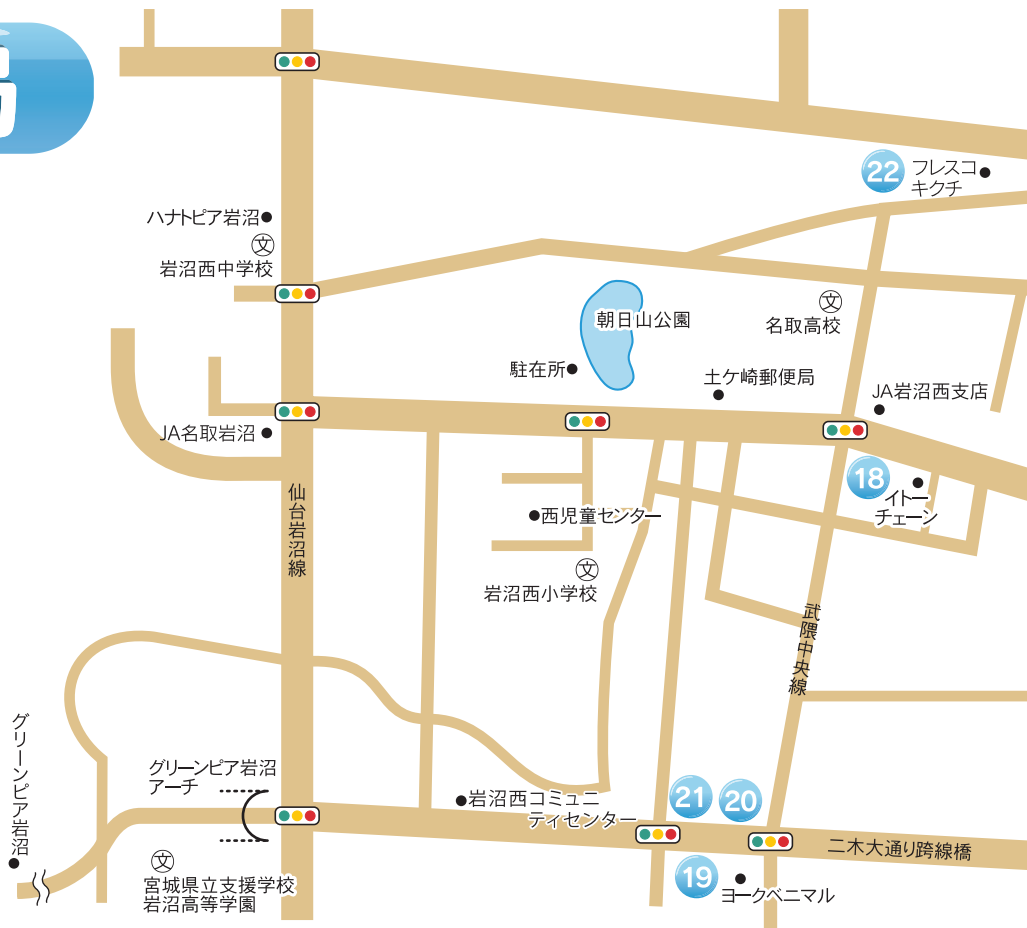 22
フレスコ
キクチ
ハナトピア岩沼
文
岩沼西中学校
朝日山公園
文
名取高校
駐在所
土ケ崎郵便局
JA岩沼西支店
JA名取岩沼
18
イトー
チェーン
仙台岩沼線
西児童センター
文
岩沼西小学校
武隈中央線
グリーンピア岩沼
グリーンピア岩沼
アーチ
岩沼西コミュニ
ティセンター
21
20
二木大通り跨線橋
19
ヨークベニマル
文
宮城県立支援学校
岩沼高等学園